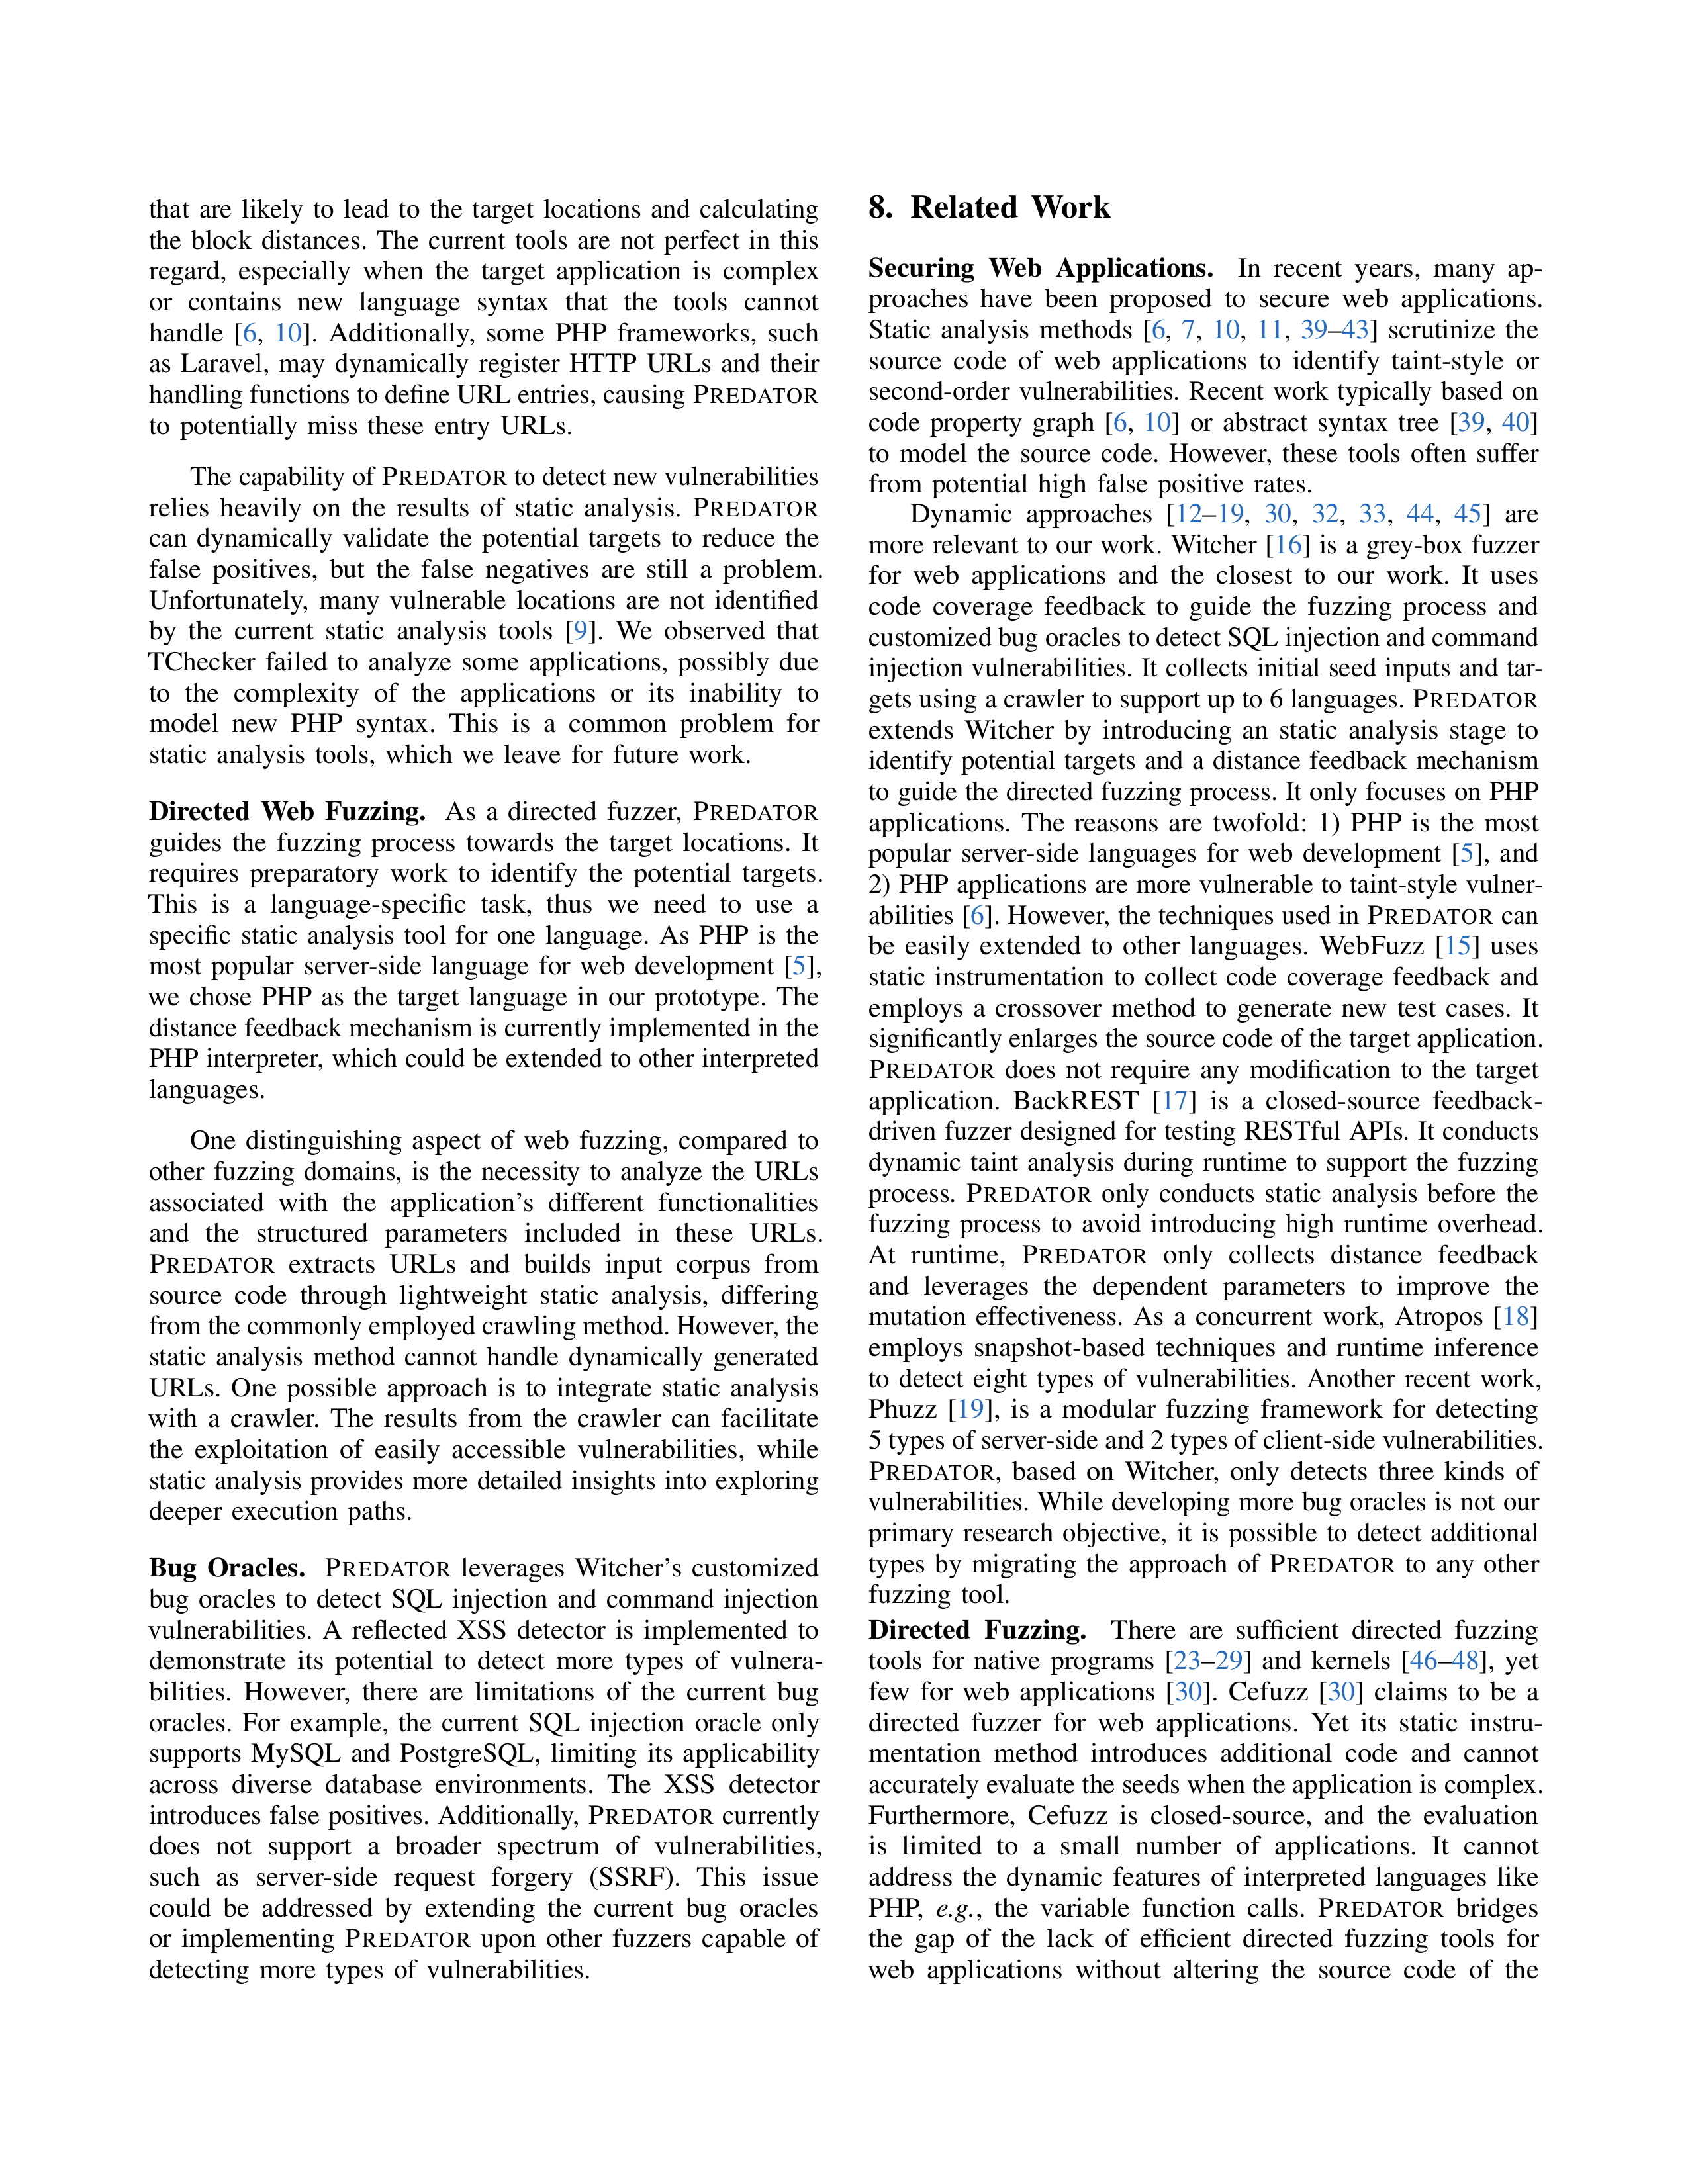 that are likely to lead to the target locations and calculating
the block distances. The current tools are not perfect in this
regard, especially when the target application is complex
or contains new language syntax that the tools cannot
handle [6, 10]. Additionally, some PHP frameworks, such
as Laravel, may dynamically register HTTP URLs and their
handling functions to define URL entries, causing PREDATOR
to potentially miss these entry URLs.
The capability of PREDATOR to detect new vulnerabilities
relies heavily on the results of static analysis. PREDATOR
can dynamically validate the potential targets to reduce the
false positives, but the false negatives are still a problem.
Unfortunately, many vulnerable locations are not identified
by the current static analysis tools [9]. We observed that
TChecker failed to analyze some applications, possibly due
to the complexity of the applications or its inability to
model new PHP syntax. This is a common problem for
static analysis tools, which we leave for future work.
Directed Web Fuzzing. As a directed fuzzer, PREDATOR
guides the fuzzing process towards the target locations. It
requires preparatory work to identify the potential targets.
This is a language-specific task, thus we need to use a
specific static analysis tool for one language. As PHP is the
most popular server-side language for web development [5],
we chose PHP as the target language in our prototype. The
distance feedback mechanism is currently implemented in the
PHP interpreter, which could be extended to other interpreted
languages.
One distinguishing aspect of web fuzzing, compared to
other fuzzing domains, is the necessity to analyze the URLs
associated with the application's different functionalities
and the structured parameters included in these URLs.
PREDATOR extracts URLs and builds input corpus from
source code through lightweight static analysis, differing
from the commonly employed crawling method. However, the
static analysis method cannot handle dynamically generated
URLs. One possible approach is to integrate static analysis
with a crawler. The results from the crawler can facilitate
the exploitation of easily accessible vulnerabilities, while
static analysis provides more detailed insights into exploring
deeper execution paths.
Bug Oracles. PREDATOR leverages Witcher's customized
bug oracles to detect SQL injection and command injection
vulnerabilities. A reflected XSS detector is implemented to
demonstrate its potential to detect more types of vulnera-
bilities. However, there are limitations of the current bug
oracles. For example, the current SQL injection oracle only
supports MySQL and PostgreSQL, limiting its applicability
across diverse database environments. The XSS detector
introduces false positives. Additionally, PREDATOR currently
does not support a broader spectrum of vulnerabilities,
such as server-side request forgery (SSRF). This issue
could be addressed by extending the current bug oracles
or implementing PREDATOR upon other fuzzers capable of
detecting more types of vulnerabilities.
8. Related Work
Securing Web Applications. In recent years, many ap-
proaches have been proposed to secure web applications.
Static analysis methods [6, 7, 10, 11, 39–43] scrutinize the
source code of web applications to identify taint-style or
second-order vulnerabilities. Recent work typically based on
code property graph [6, 10] or abstract syntax tree [39, 40]
to model the source code. However, these tools often suffer
from potential high false positive rates.
Dynamic approaches [12–19, 30, 32, 33, 44, 45] are
more relevant to our work. Witcher [16] is a grey-box fuzzer
for web applications and the closest to our work. It uses
code coverage feedback to guide the fuzzing process and
customized bug oracles to detect SQL injection and command
injection vulnerabilities. It collects initial seed inputs and tar-
gets using a crawler to support up to 6 languages. PREDATOR
extends Witcher by introducing an static analysis stage to
identify potential targets and a distance feedback mechanism
to guide the directed fuzzing process. It only focuses on PHP
applications. The reasons are twofold: 1) PHP is the most
popular server-side languages for web development [5], and
2) PHP applications are more vulnerable to taint-style vulner-
abilities [6]. However, the techniques used in PREDATOR can
be easily extended to other languages. WebFuzz [15] uses
static instrumentation to collect code coverage feedback and
employs a crossover method to generate new test cases. It
significantly enlarges the source code of the target application.
PREDATOR does not require any modification to the target
application. BackREST [17] is a closed-source feedback-
driven fuzzer designed for testing RESTful APIs. It conducts
dynamic taint analysis during runtime to support the fuzzing
process. PREDATOR only conducts static analysis before the
fuzzing process to avoid introducing high runtime overhead.
At runtime, PREDATOR only collects distance feedback
and leverages the dependent parameters to improve the
mutation effectiveness. As a concurrent work, Atropos [18]
employs snapshot-based techniques and runtime inference
to detect eight types of vulnerabilities. Another recent work,
Phuzz [19], is a modular fuzzing framework for detecting
5 types of server-side and 2 types of client-side vulnerabilities.
PREDATOR, based on Witcher, only detects three kinds of
vulnerabilities. While developing more bug oracles is not our
primary research objective, it is possible to detect additional
types by migrating the approach of PREDATOR to any other
fuzzing tool.
Directed Fuzzing. There are sufficient directed fuzzing
tools for native programs [23–29] and kernels [46–48], yet
few for web applications [30]. Cefuzz [30] claims to be a
directed fuzzer for web applications. Yet its static instru-
mentation method introduces additional code and cannot
accurately evaluate the seeds when the application is complex.
Furthermore, Cefuzz is closed-source, and the evaluation
is limited to a small number of applications. It cannot
address the dynamic features of interpreted languages like
PHP, e.g., the variable function calls. PREDATOR bridges
the gap of the lack of efficient directed fuzzing tools for
web applications without altering the source code of the